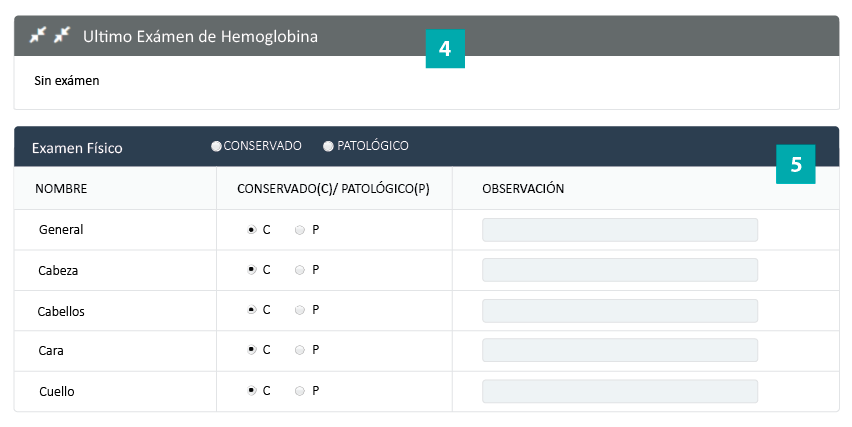 Ultimo Exámen de Hemoglobina
4
Sin exámen
Examen Físico CONSERVADO PATOLÓGICO
5
NOMBRE CONSERVADO(C)/ PATOLÓGICO(P) OBSERVACIÓN
General C P
Cabeza C P
Cabellos C P
Cara C P
Cuello C P